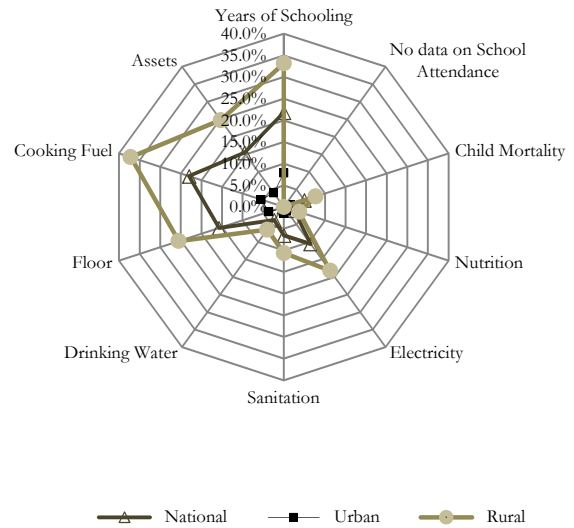 Years of Schooling
40.0%
35.0%
30.0%
25.0%
20.0%
15.0%
10.0%
5.0%
0.0%
No data on School
Attendance
Child Mortality
Nutrition
Electricity
Sanitation
Drinking Water
Floor
Cooking Fuel
Assets
National
Urban
Rural